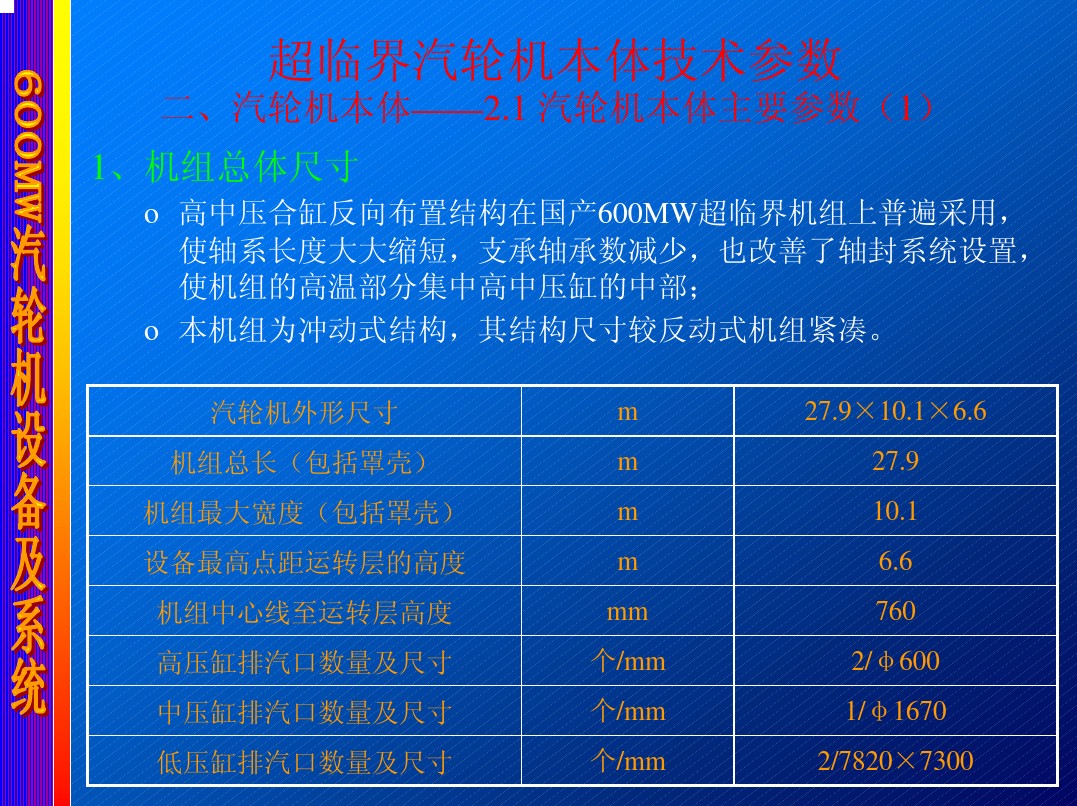 600MW汽轮机设备及系统
超临界汽轮机本体技术参数
二、汽轮机本体——2.1 汽轮机本体主要参数（1）
1、机组总体尺寸
o 高中压合缸反向布置结构在国产600MW超临界机组上普遍采用，
使轴系长度大大缩短，支承轴承数减少，也改善了轴封系统设置，
使机组的高温部分集中高中压缸的中部；
o 本机组为冲动式结构，其结构尺寸较反动式机组紧凑。
汽轮机外形尺寸 m 27.9×10.1×6.6
机组总长（包括罩壳） m 27.9
机组最大宽度（包括罩壳） m 10.1
设备最高点距运转层的高度 m 6.6
机组中心线至运转层高度 mm 760
高压缸排汽口数量及尺寸 个/mm 2/φ600
中压缸排汽口数量及尺寸 个/mm 1/φ1670
低压缸排汽口数量及尺寸 个/mm 2/7820×7300